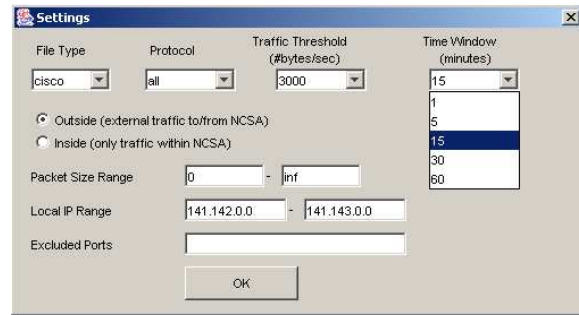 Settings
File Type
Protocol
Traffic Threshold
(#bytes/sec)
Time Window
(minutes)
cisco
all
3000
15
1
5
15
30
60
Outside (external traffic to/from NCSA)
Inside (only traffic within NCSA)
Packet Size Range
0 - inf
Local IP Range
141.142.0.0 - 141.143.0.0
Excluded Ports
OK